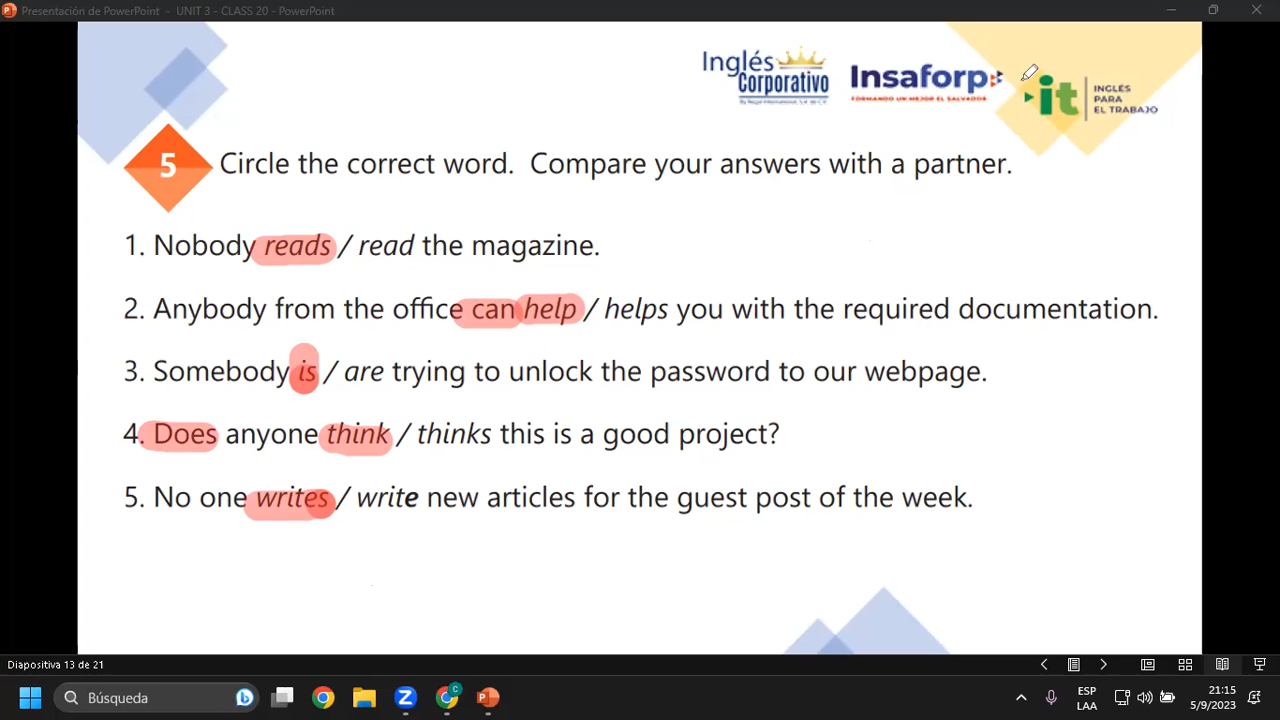 Presentación de PowerPoint - UNIT 3 - CLASS 20 - PowerPoint
Inglés
Corporativo
Insaforp
FORMANDO UN MEJOR EL SALVADOR
it
INGLÉS
PARA
EL TRABAJO
5
Circle the correct word. Compare your answers with a partner.
1. Nobody reads / read the magazine.
2. Anybody from the office can help / helps you with the required documentation.
3. Somebody is / are trying to unlock the password to our webpage.
4. Does anyone think / thinks this is a good project?
5. No one writes / write new articles for the guest post of the week.
Diapositiva 13 de 21
Búsqueda
ESP
LAA
21:15
5/9/2023